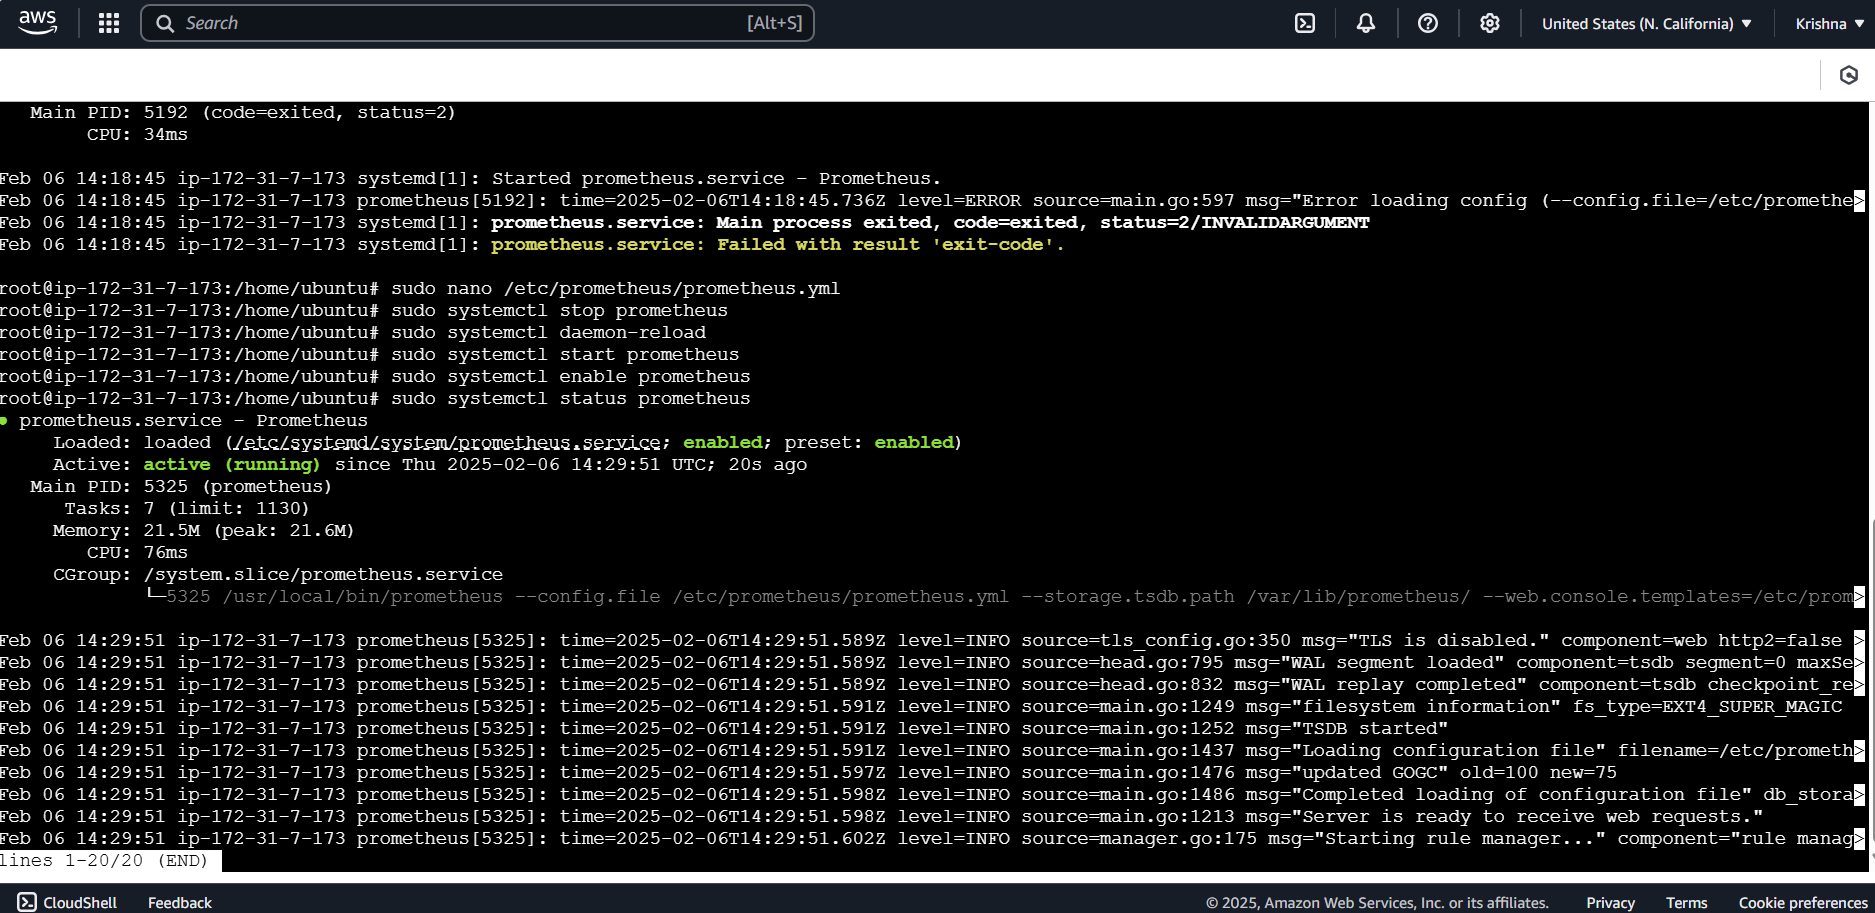 aws
Search [Alt+S]
United States (N. California) ▼
Krishna ▼
Main PID: 5192 (code=exited, status=2)
CPU: 34ms
Feb 06 14:18:45 ip-172-31-7-173 systemd[1]: Started prometheus.service - Prometheus.
Feb 06 14:18:45 ip-172-31-7-173 prometheus[5192]: time=2025-02-06T14:18:45.736Z level=ERROR source=main.go:597 msg="Error loading config (--config.file=/etc/promethe>
Feb 06 14:18:45 ip-172-31-7-173 systemd[1]: prometheus.service: Main process exited, code=exited, status=2/INVALIDARGUMENT
Feb 06 14:18:45 ip-172-31-7-173 systemd[1]: prometheus.service: Failed with result 'exit-code'.
root@ip-172-31-7-173:/home/ubuntu# sudo nano /etc/prometheus/prometheus.yml
root@ip-172-31-7-173:/home/ubuntu# sudo systemctl stop prometheus
root@ip-172-31-7-173:/home/ubuntu# sudo systemctl daemon-reload
root@ip-172-31-7-173:/home/ubuntu# sudo systemctl start prometheus
root@ip-172-31-7-173:/home/ubuntu# sudo systemctl enable prometheus
root@ip-172-31-7-173:/home/ubuntu# sudo systemctl status prometheus
● prometheus.service - Prometheus
Loaded: loaded (/etc/systemd/system/prometheus.service; enabled; preset: enabled)
Active: active (running) since Thu 2025-02-06 14:29:51 UTC; 20s ago
Main PID: 5325 (prometheus)
Tasks: 7 (limit: 1130)
Memory: 21.5M (peak: 21.6M)
CPU: 76ms
CGroup: /system.slice/prometheus.service
└─5325 /usr/local/bin/prometheus --config.file /etc/prometheus/prometheus.yml --storage.tsdb.path /var/lib/prometheus/ --web.console.templates=/etc/prom>
Feb 06 14:29:51 ip-172-31-7-173 prometheus[5325]: time=2025-02-06T14:29:51.589Z level=INFO source=tls_config.go:350 msg="TLS is disabled." component=web http2=false >
Feb 06 14:29:51 ip-172-31-7-173 prometheus[5325]: time=2025-02-06T14:29:51.589Z level=INFO source=head.go:795 msg="WAL segment loaded" component=tsdb segment=0 maxSe>
Feb 06 14:29:51 ip-172-31-7-173 prometheus[5325]: time=2025-02-06T14:29:51.589Z level=INFO source=head.go:832 msg="WAL replay completed" component=tsdb checkpoint_re>
Feb 06 14:29:51 ip-172-31-7-173 prometheus[5325]: time=2025-02-06T14:29:51.591Z level=INFO source=main.go:1249 msg="filesystem information" fs_type=EXT4_SUPER_MAGIC
Feb 06 14:29:51 ip-172-31-7-173 prometheus[5325]: time=2025-02-06T14:29:51.591Z level=INFO source=main.go:1252 msg="TSDB started"
Feb 06 14:29:51 ip-172-31-7-173 prometheus[5325]: time=2025-02-06T14:29:51.591Z level=INFO source=main.go:1437 msg="Loading configuration file" filename=/etc/prometh>
Feb 06 14:29:51 ip-172-31-7-173 prometheus[5325]: time=2025-02-06T14:29:51.597Z level=INFO source=main.go:1476 msg="updated GOGC" old=100 new=75
Feb 06 14:29:51 ip-172-31-7-173 prometheus[5325]: time=2025-02-06T14:29:51.598Z level=INFO source=main.go:1486 msg="Completed loading of configuration file" db_stora>
Feb 06 14:29:51 ip-172-31-7-173 prometheus[5325]: time=2025-02-06T14:29:51.598Z level=INFO source=main.go:1213 msg="Server is ready to receive web requests."
Feb 06 14:29:51 ip-172-31-7-173 prometheus[5325]: time=2025-02-06T14:29:51.602Z level=INFO source=manager.go:175 msg="Starting rule manager..." component="rule manag>
lines 1-20/20 (END)
CloudShell Feedback © 2025, Amazon Web Services, Inc. or its affiliates. Privacy Terms Cookie preferences